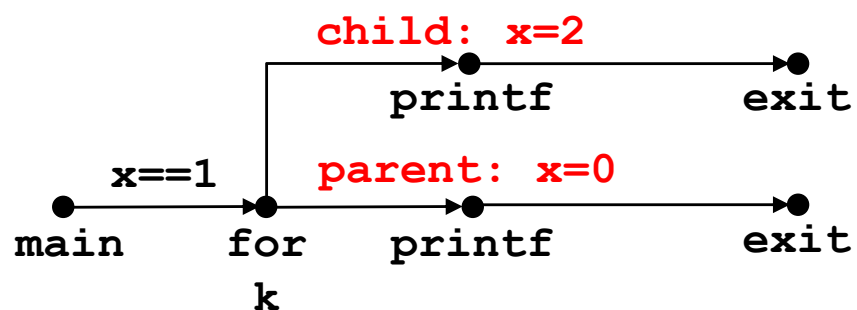 child: x=2
printf exit
x==1 parent: x=0
main for printf exit
k